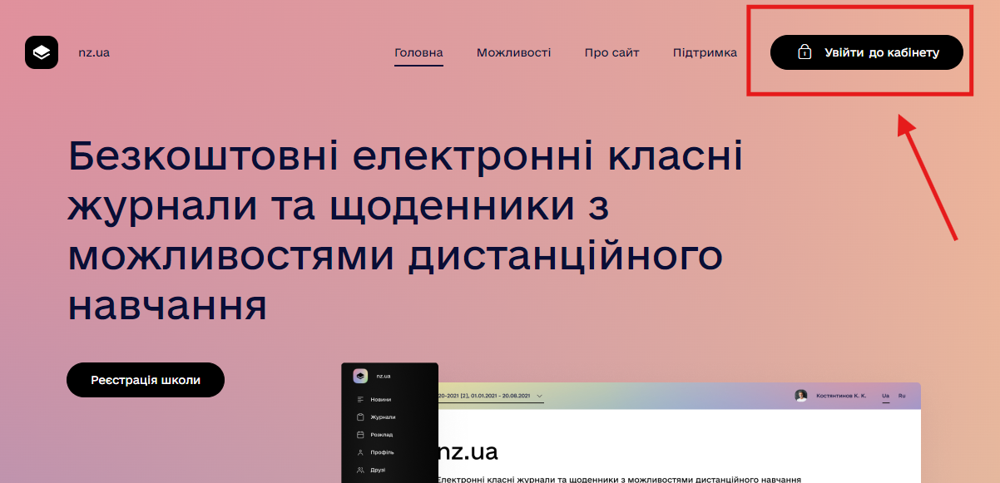 nz.ua
Головна
Можливості
Про сайт
Підтримка
Увійти до кабінету
Безкоштовні електронні класні
журнали та щоденники з
можливостями дистанційного
навчання
Реєстрація школи
nz.ua
20-2021 [2], 01.01.2021 - 20.08.2021
Костянтинов К. К.
Ua
Ru
Новини
Журнали
Розклад
Профіль
Друзі
nz.ua
Електронні класні журнали та щоденники з можливостями дистанційного навчання